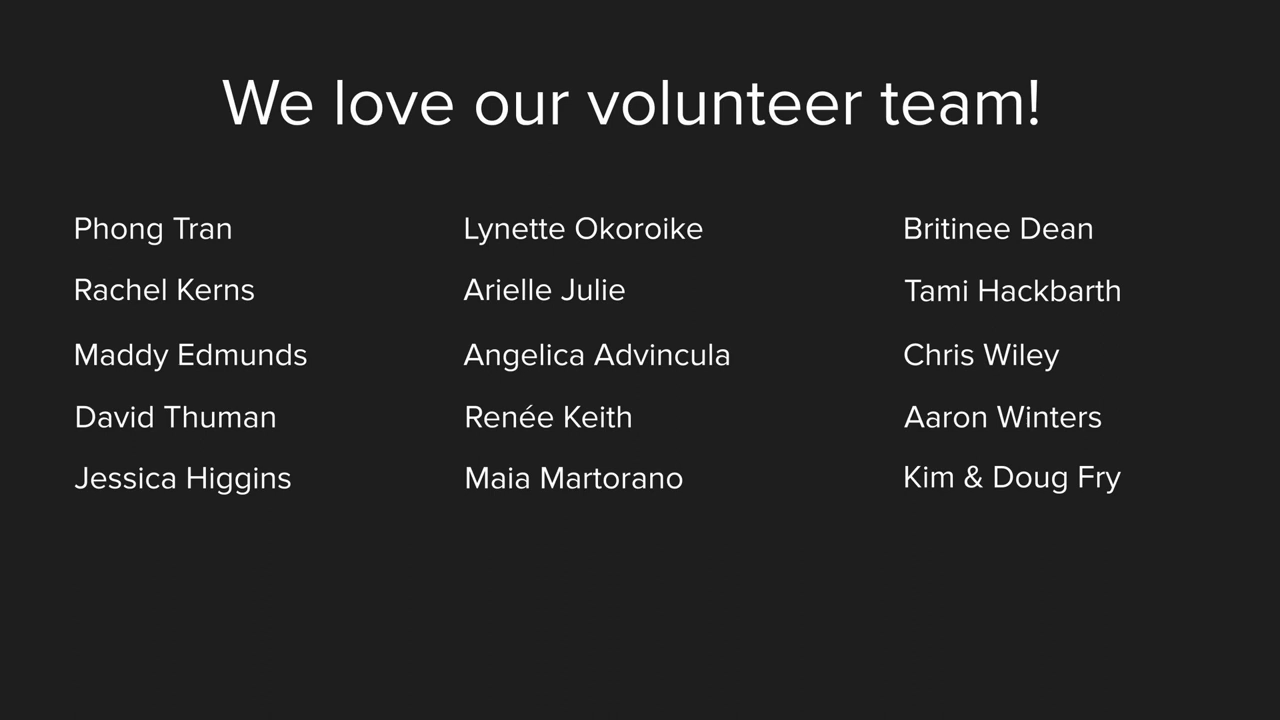 We love our volunteer team!
Phong Tran
Rachel Kerns
Maddy Edmunds
David Thuman
Jessica Higgins
Lynette Okoroike
Arielle Julie
Angelica Advincula
Renée Keith
Maia Martorano
Britinee Dean
Tami Hackbarth
Chris Wiley
Aaron Winters
Kim & Doug Fry